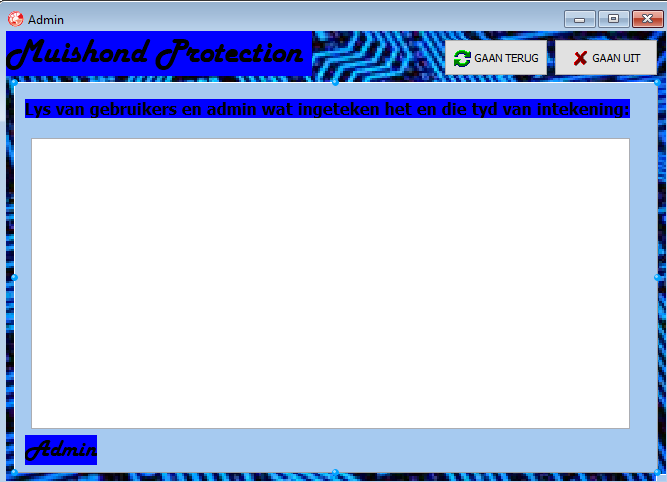 Admin
Muishond Protection
GAAN TERUG
GAAN UIT
Lys van gebruikers en admin wat ingeteken het en die tyd van intekening:
Admin